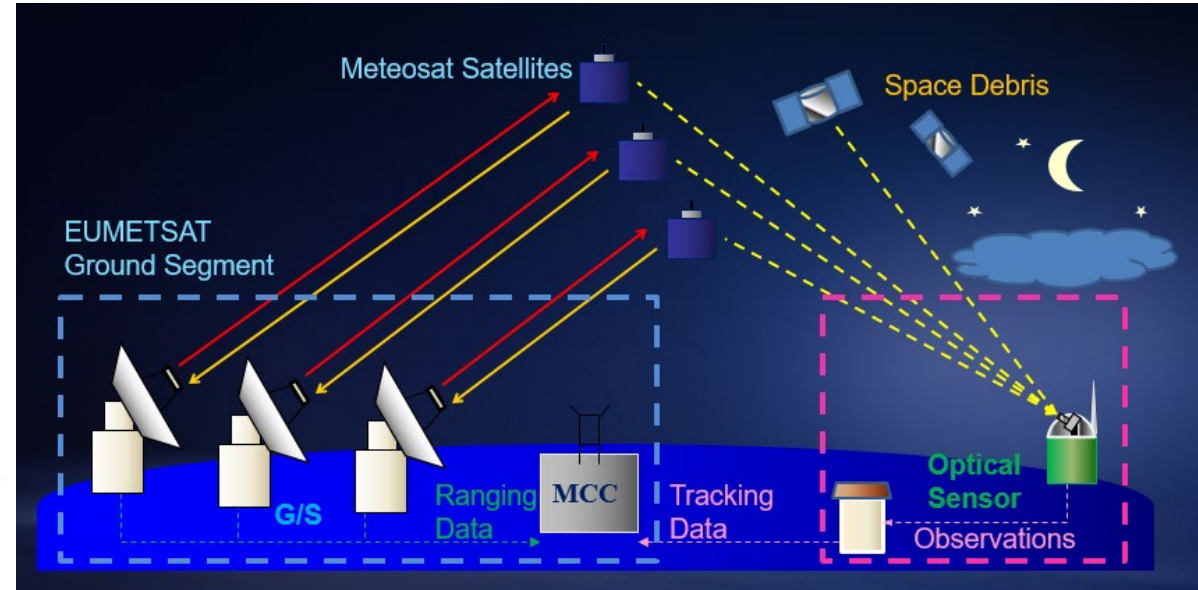 Meteosat Satellites
Space Debris
EUMETSAT
Ground Segment
G/S
Ranging
Data
MCC
Tracking
Data
Optical
Sensor
Observations